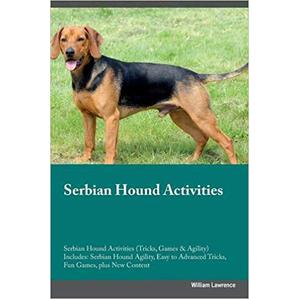 Serbian Hound Activities
Serbian Hound Activities (Tricks, Games & Agility)
Includes: Serbian Hound Agility, Easy to Advanced Tricks,
Fun Games, plus New Content
William Lawrence